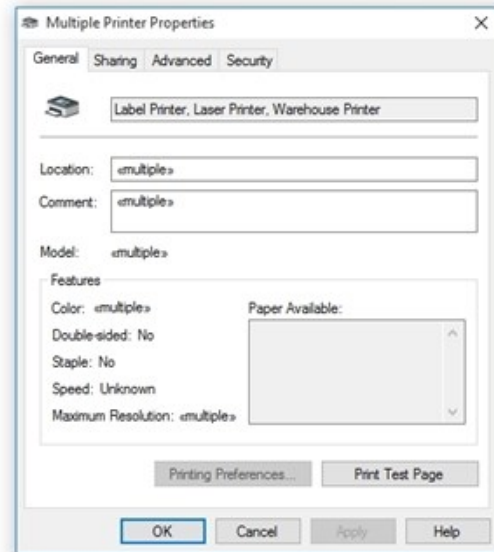 Multiple Printer Properties
General Sharing Advanced Security
Label Printer, Laser Printer, Warehouse Printer
Location: «multiple»
Comment: «multiple»
Model: «multiple»
Features
Color: «multiple» Paper Available:
Double-sided: No
Staple: No
Speed: Unknown
Maximum Resolution: «multiple»
Printing Preferences... Print Test Page
OK Cancel Apply Help